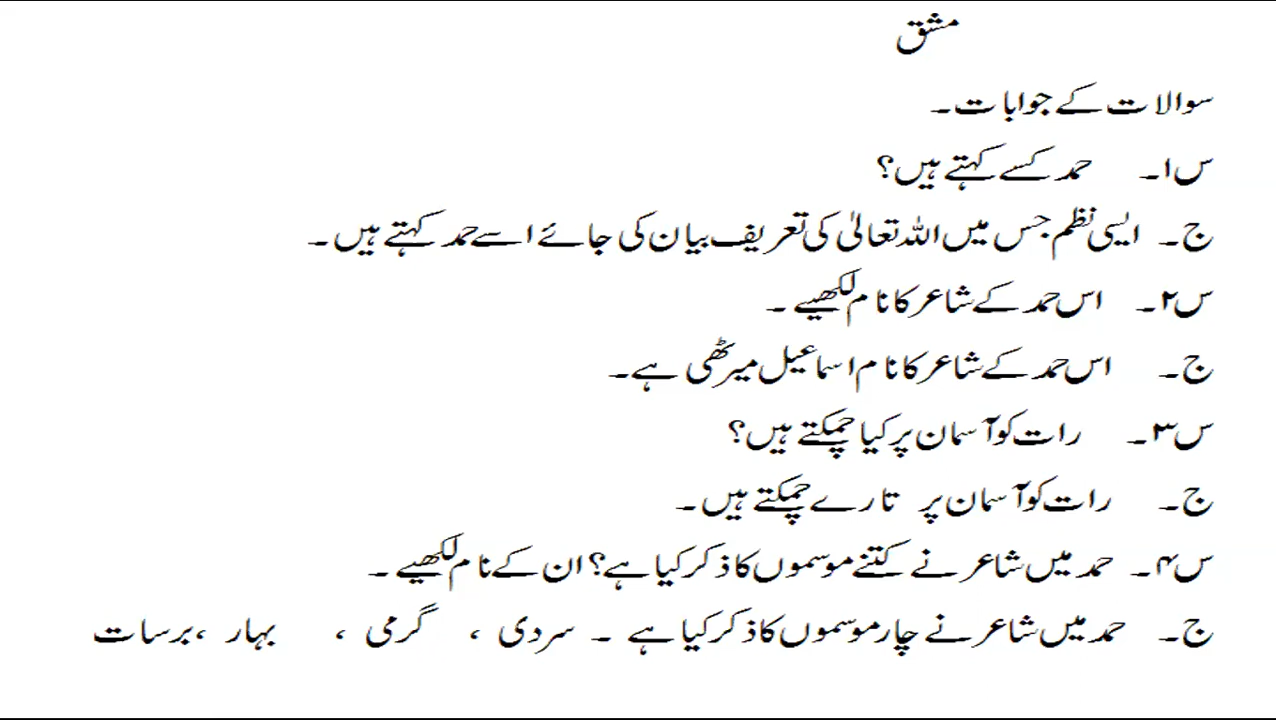 مشق
سوالات کے جوابات۔
س۱۔ حمد کسے کہتے ہیں؟
ج۔ ایسی نظم جس میں اللہ تعالیٰ کی تعریف بیان کی جائے اسے حمد کہتے ہیں۔
س۲۔ اس حمد کے شاعر کا نام لکھیے۔
ج۔ اس حمد کے شاعر کا نام اسماعیل میرٹھی ہے۔
س۳۔ رات کو آسمان پر کیا چمکتے ہیں؟
ج۔ رات کو آسمان پر تارے چمکتے ہیں۔
س۴۔ حمد میں شاعر نے کتنے موسموں کا ذکر کیا ہے؟ ان کے نام لکھیے۔
ج۔ حمد میں شاعر نے چار موسموں کا ذکر کیا ہے ۔ سردی ، گرمی ، بہار ،برسات